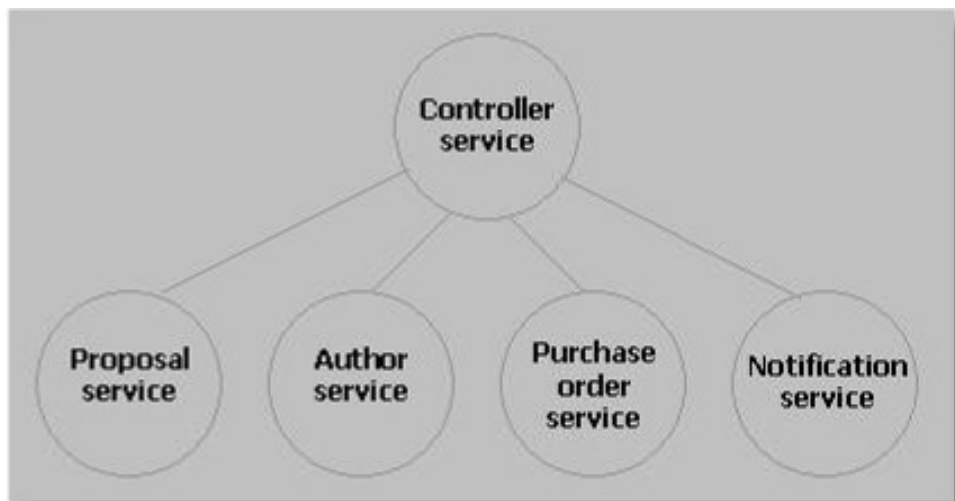 Controller
service
Proposal
service
Author
service
Purchase
order
service
Notification
service